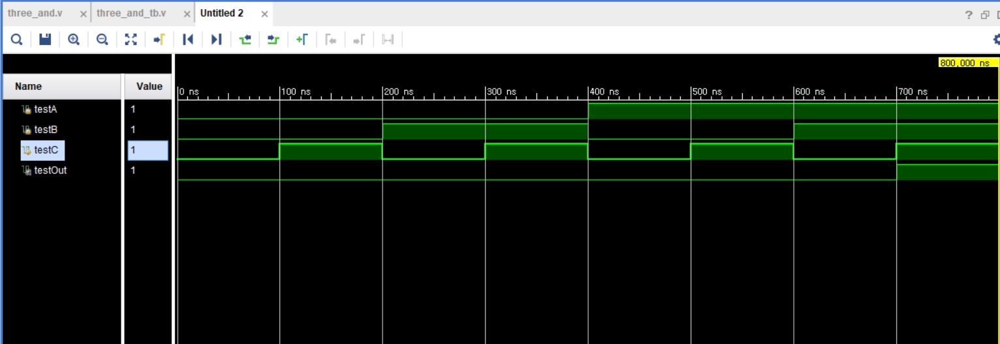 three_and.v three_and_tb.v Untitled 2
800,000 ns
Name Value
0 ns 100 ns 200 ns 300 ns 400 ns 500 ns 600 ns 700 ns
testA 1
testB 1
testC 1
testOut 1